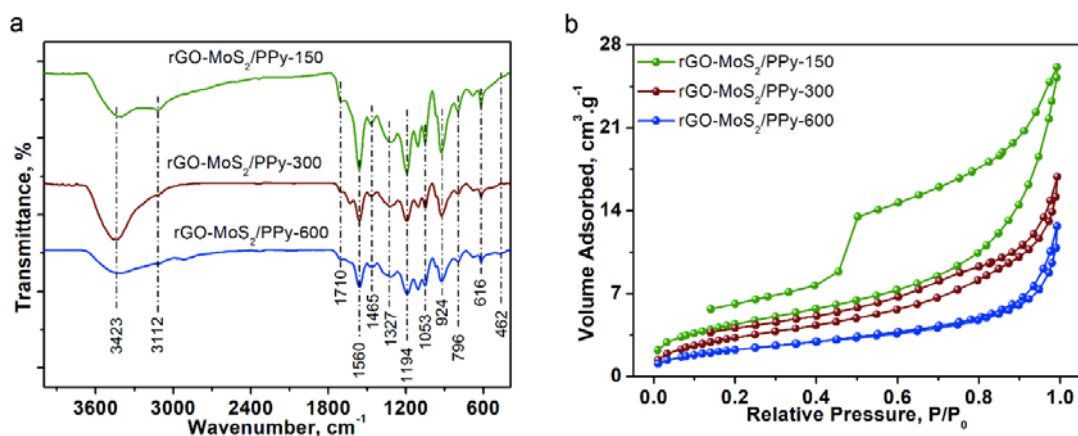 a
rGO-MoS₂/PPy-150
rGO-MoS₂/PPy-300
rGO-MoS₂/PPy-600
Transmittance, %
3423
3112
1710
1560
1465
1327
1194
1053
924
796
616
462
3600 3000 2400 1800 1200 600
Wavenumber, cm⁻¹
b
28
21
14
7
0
rGO-MoS₂/PPy-150
rGO-MoS₂/PPy-300
rGO-MoS₂/PPy-600
Volume Adsorbed, cm³.g⁻¹
0.0 0.2 0.4 0.6 0.8 1.0
Relative Pressure, P/P₀